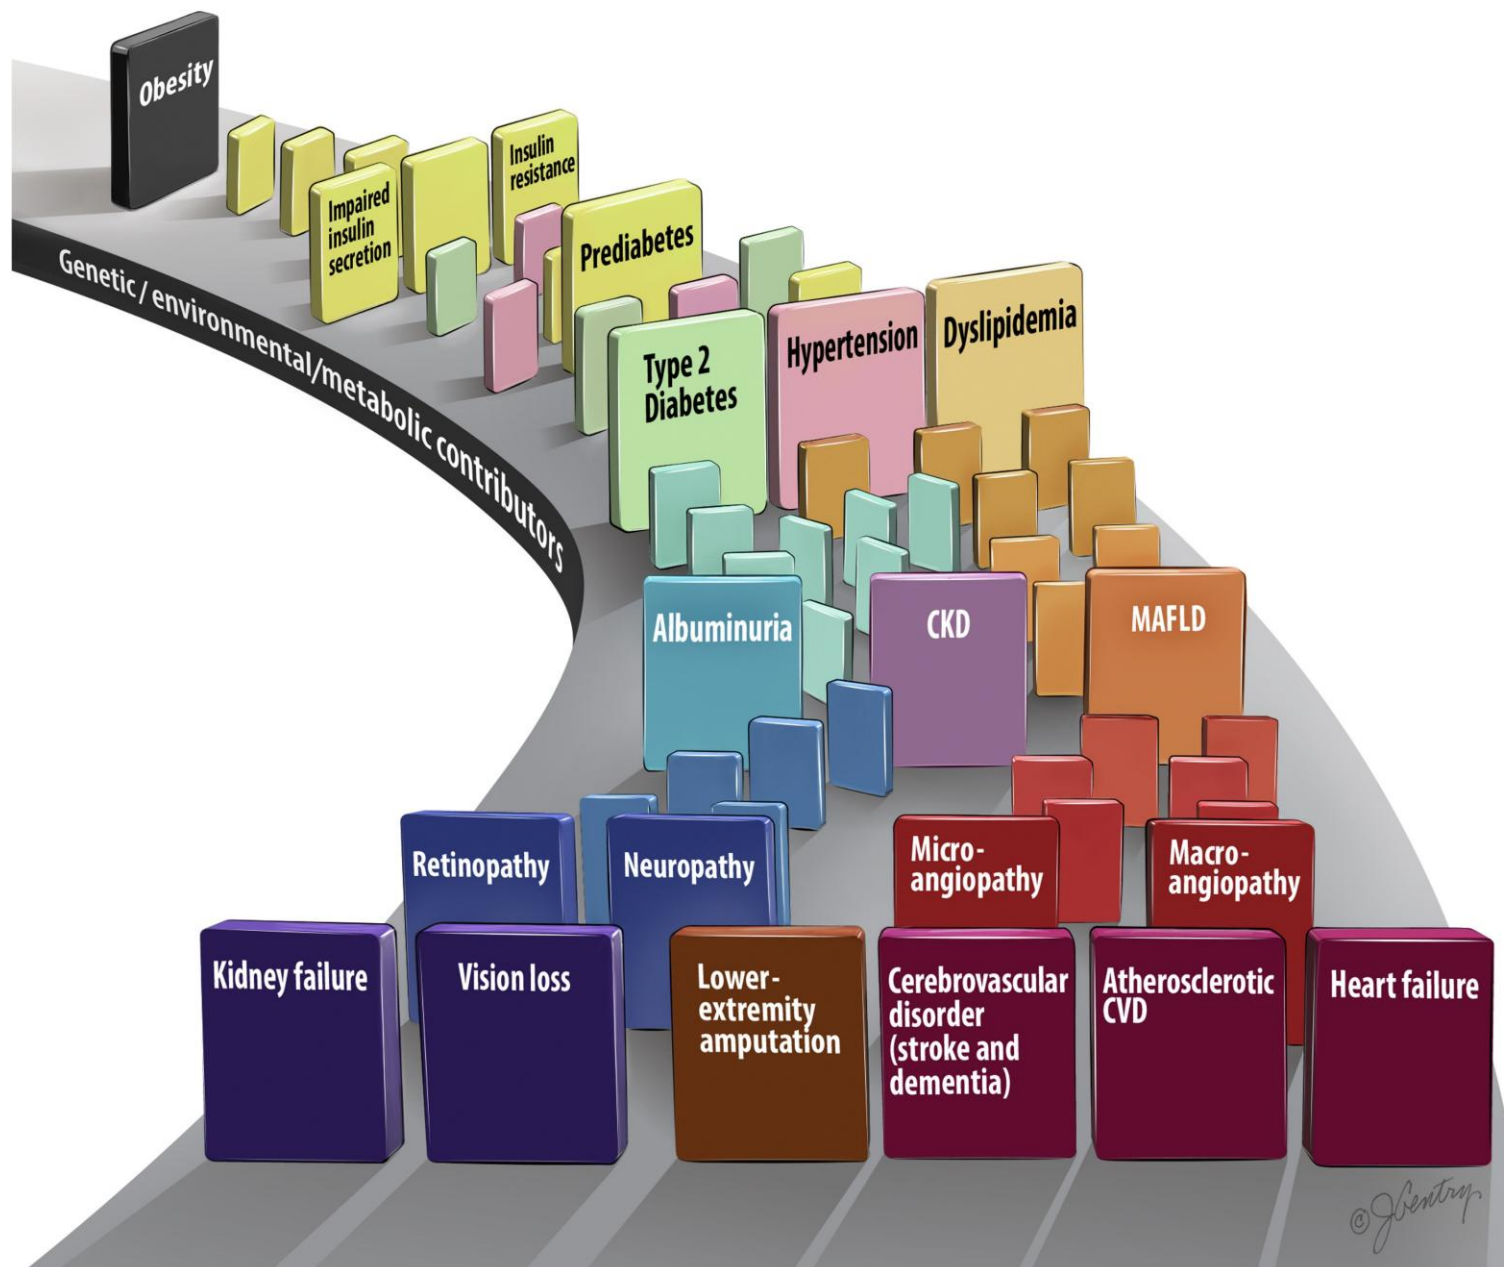 Obesity
Insulin
resistance
Impaired
insulin
secretion
Prediabetes
Genetic / environmental/metabolic contributors
Type 2
Diabetes
Hypertension
Dyslipidemia
Albuminuria
CKD
MAFLD
Retinopathy
Neuropathy
Micro-
angiopathy
Macro-
angiopathy
Kidney failure
Vision loss
Lower-
extremity
amputation
Cerebrovascular
disorder
(stroke and
dementia)
Atherosclerotic
CVD
Heart failure
© JGentry